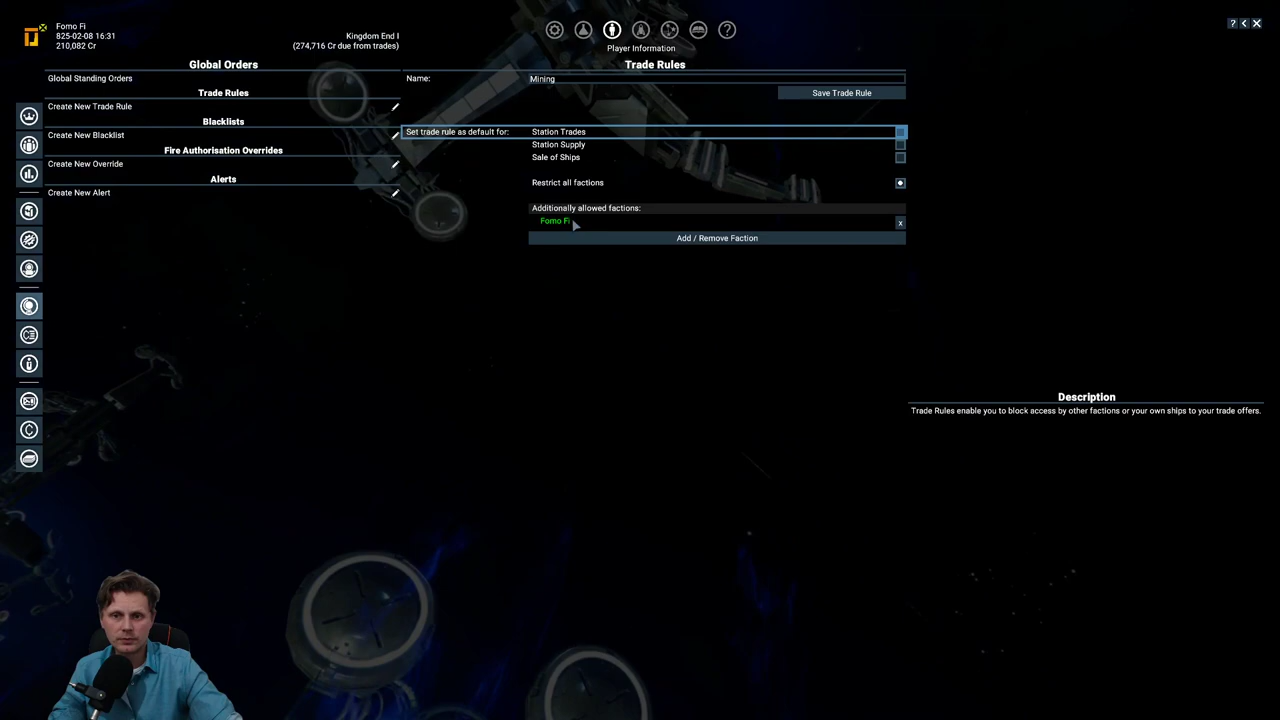 Fomo Fi
825-02-08 16:31
210,082 Cr
Kingdom End I
(274,716 Cr due from trades)
Player Information
? < X
Global Orders
Global Standing Orders
Trade Rules
Create New Trade Rule
Blacklists
Create New Blacklist
Fire Authorisation Overrides
Create New Override
Alerts
Create New Alert
Trade Rules
Name: Mining
Save Trade Rule
Set trade rule as default for: Station Trades
Station Supply
Sale of Ships
Restrict all factions
Additionally allowed factions:
Fomo Fi x
Add / Remove Faction
Description
Trade Rules enable you to block access by other factions or your own ships to your trade offers.